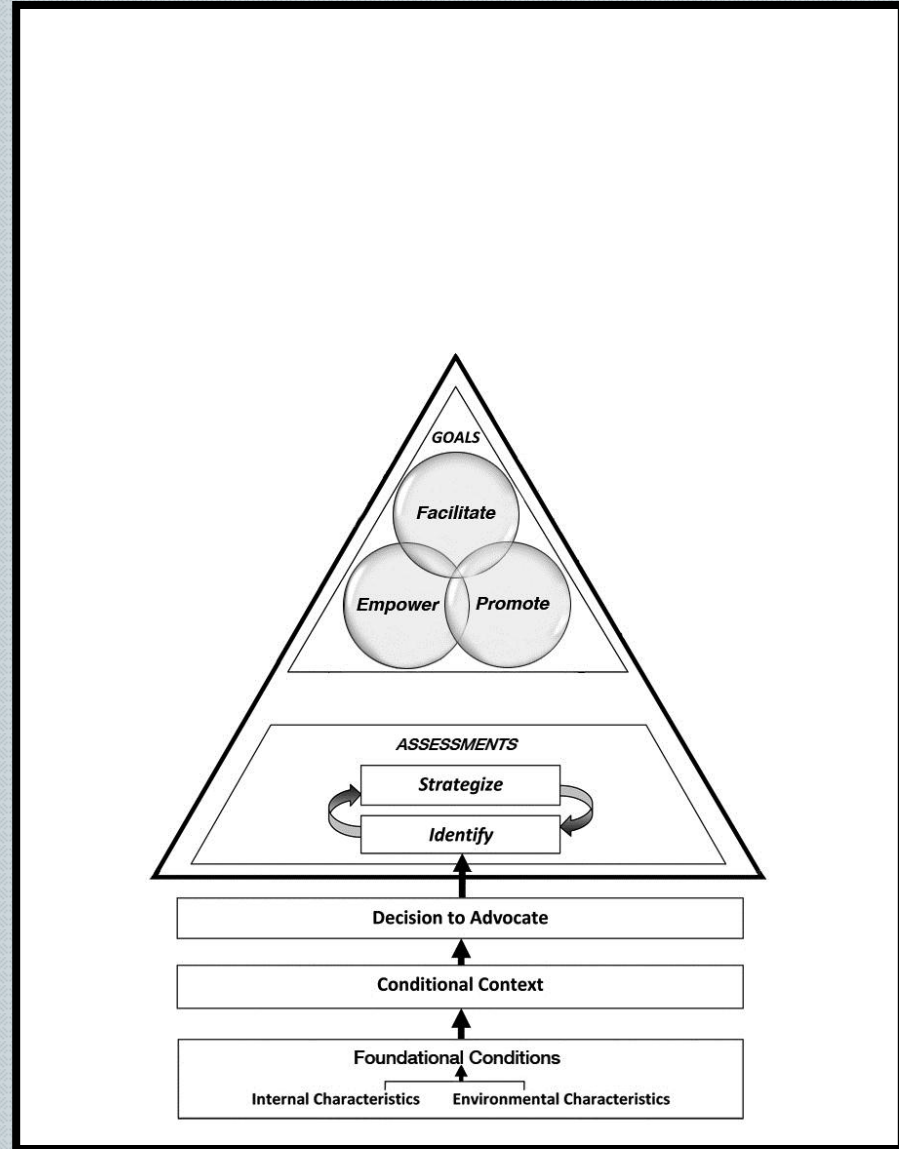 GOALS
Facilitate
Empower Promote
ASSESSMENTS
Strategize
Identify
Decision to Advocate
Conditional Context
Foundational Conditions
Internal Characteristics Environmental Characteristics